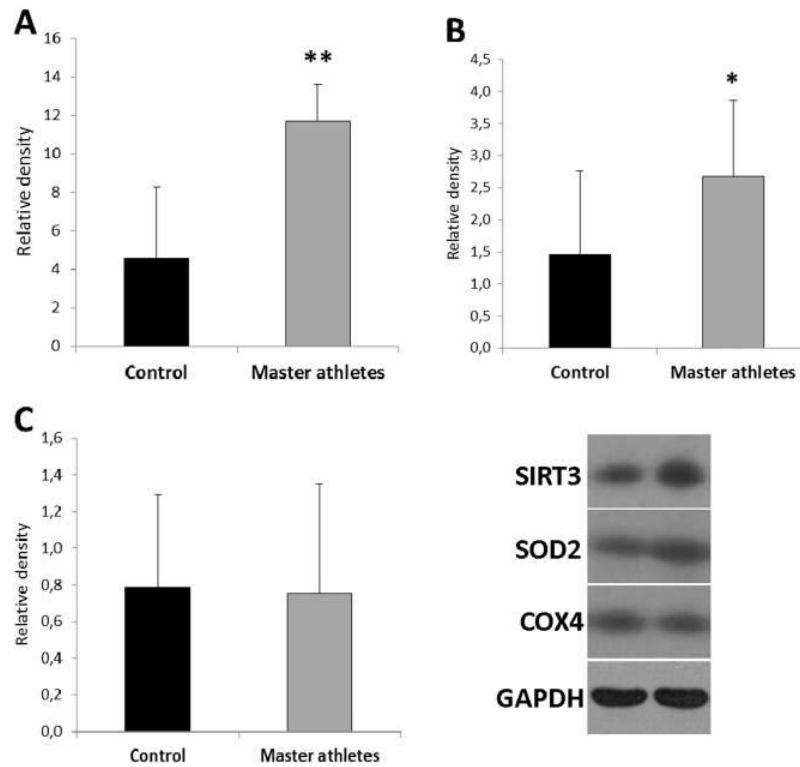 A
Relative density
16
14
12
10
8
6
4
2
0
**
Control Master athletes
B
Relative density
4,5
4,0
3,5
3,0
2,5
2,0
1,5
1,0
0,5
0,0
*
Control Master athletes
C
Relative density
1,6
1,4
1,2
1,0
0,8
0,6
0,4
0,2
0,0
Control Master athletes
SIRT3
SOD2
COX4
GAPDH